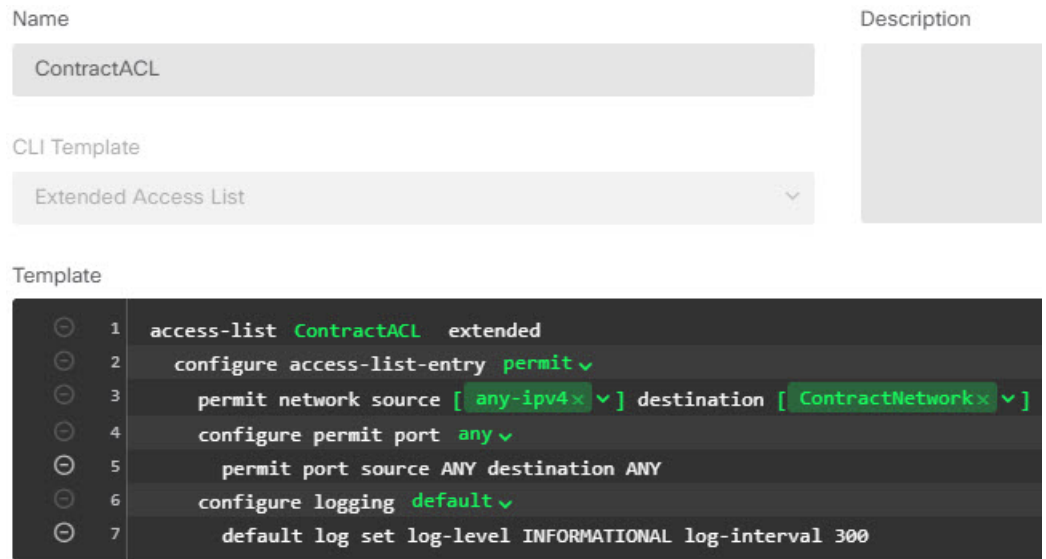 Name
Description
ContractACL
CLI Template
Extended Access List
Template
1 access-list ContractACL extended
2 configure access-list-entry permit
3 permit network source [ any-ipv4 × ] destination [ ContractNetwork × ]
4 configure permit port any
5 permit port source ANY destination ANY
6 configure logging default
7 default log set log-level INFORMATIONAL log-interval 300